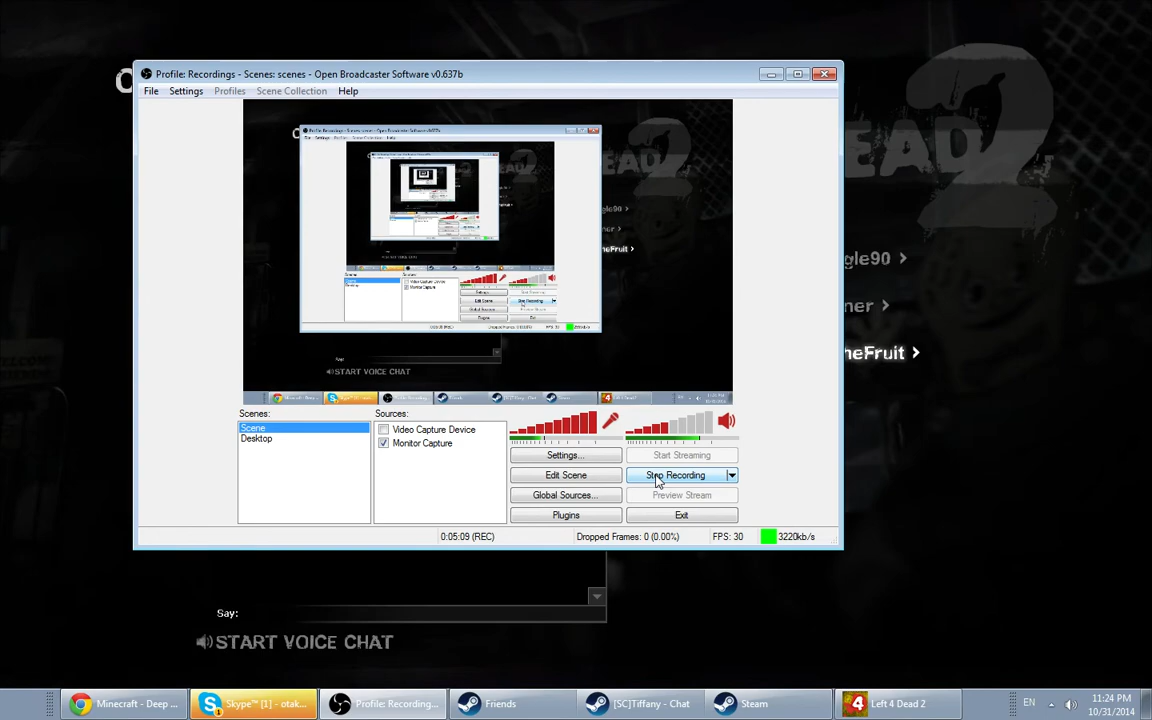 Profile: Recordings - Scenes: scenes - Open Broadcaster Software v0.637b
File Settings Profiles Scene Collection Help
EAD 2
gle90 >
ner >
heFruit >
Scenes:
Scene
Desktop
Sources:
Video Capture Device
Monitor Capture
Settings...
Start Streaming
Edit Scene
Stop Recording
Global Sources...
Preview Stream
Plugins
Exit
0:05:09 (REC)
Dropped Frames: 0 (0.00%)
FPS: 30
3220kb/s
START VOICE CHAT
Say:
START VOICE CHAT
Minecraft - Deep ...
Skype™ [1] - otak...
Profile: Recording...
Friends
[SC]Tiffany - Chat
Steam
Left 4 Dead 2
EN
11:24 PM
10/31/2014